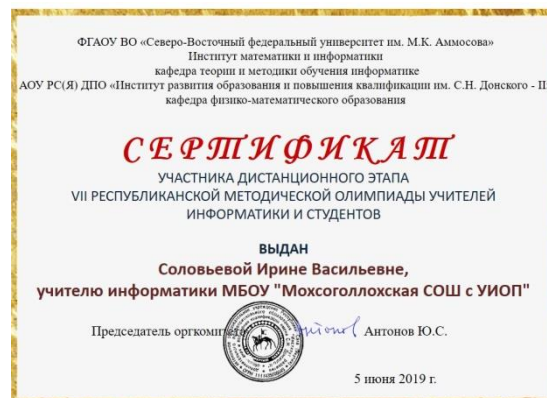 ФГАОУ ВО «Северо-Восточный федеральный университет им. М.К. Аммосова»
Институт математики и информатики
кафедра теории и методики обучения информатике
АОУ РС(Я) ДПО «Институт развития образования и повышения квалификации им. С.Н. Донского - II
кафедра физико-математического образования
СЕРТИФИКАТ
УЧАСТНИКА ДИСТАНЦИОННОГО ЭТАПА
VII РЕСПУБЛИКАНСКОЙ МЕТОДИЧЕСКОЙ ОЛИМПИАДЫ УЧИТЕЛЕЙ
ИНФОРМАТИКИ И СТУДЕНТОВ
ВЫДАН
Соловьевой Ирине Васильевне,
учителю информатики МБОУ "Мохсоголлохская СОШ с УИОП"
Председатель оргкомитета Антонов Ю.С.
5 июня 2019 г.